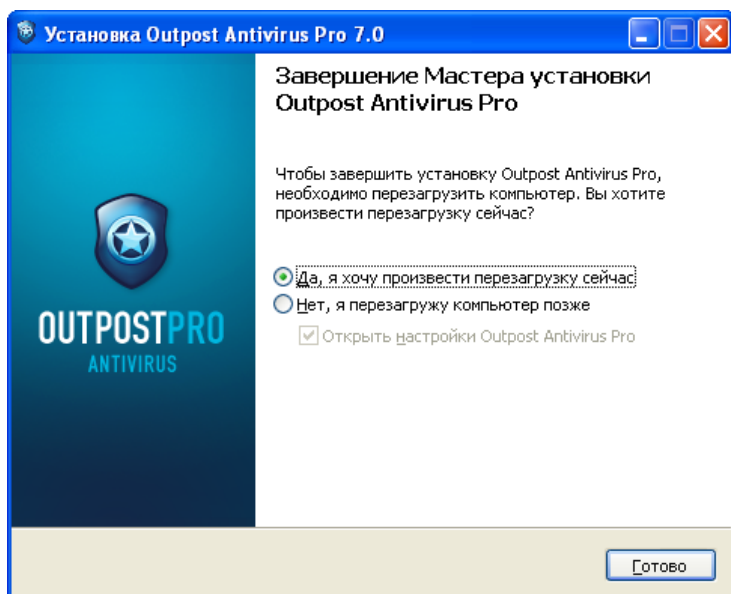 Установка Outpost Antivirus Pro 7.0
Завершение Мастера установки
Outpost Antivirus Pro
Чтобы завершить установку Outpost Antivirus Pro,
необходимо перезагрузить компьютер. Вы хотите
произвести перезагрузку сейчас?
Да, я хочу произвести перезагрузку сейчас
Нет, я перезагружу компьютер позже
Открыть настройки Outpost Antivirus Pro
OUTPOSTPRO
ANTIVIRUS
Готово